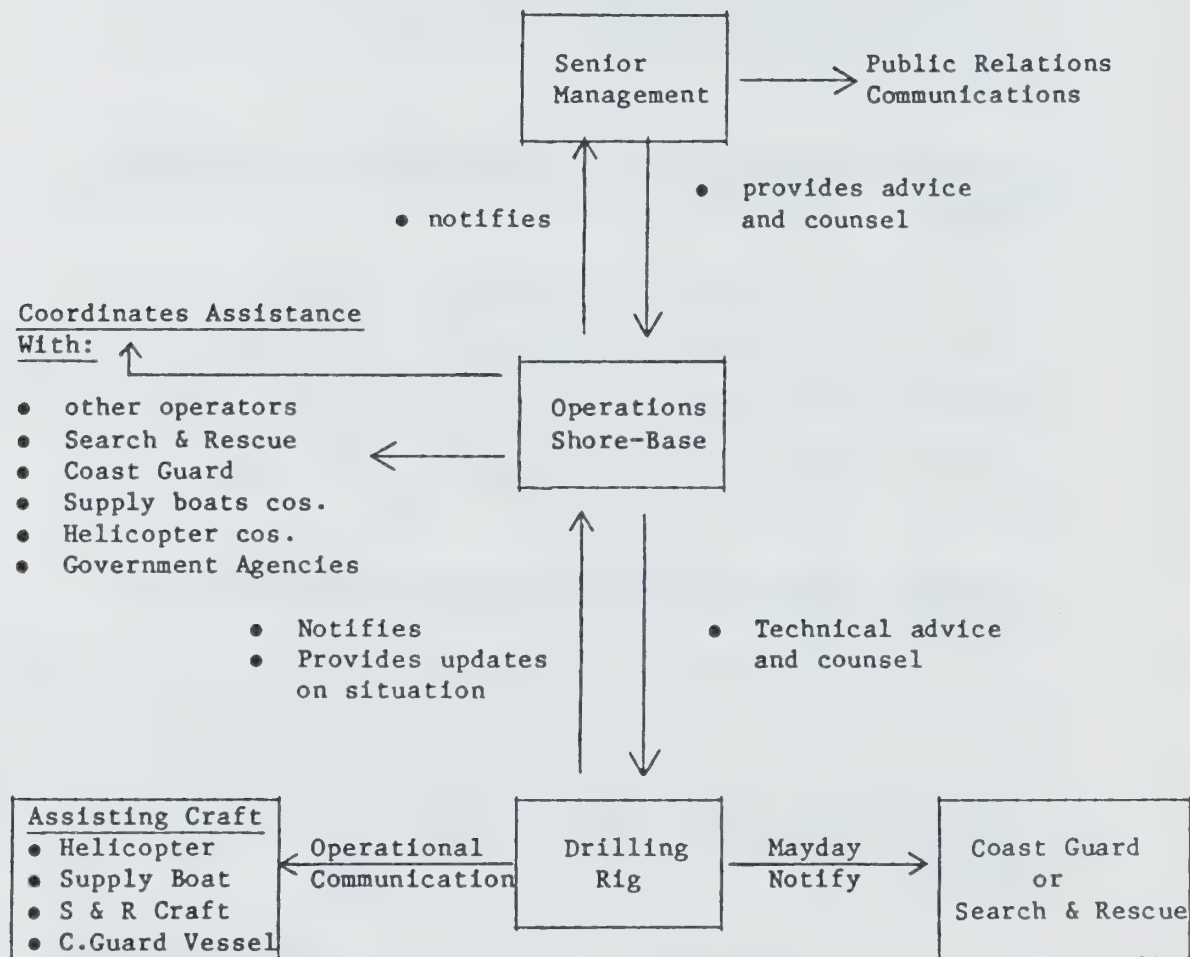 Senior
Management
Public Relations
Communications
• notifies
• provides advice
and counsel
Coordinates Assistance
With:
• other operators
• Search & Rescue
• Coast Guard
• Supply boats cos.
• Helicopter cos.
• Government Agencies
Operations
Shore-Base
• Notifies
• Provides updates
on situation
• Technical advice
and counsel
Assisting Craft
• Helicopter
• Supply Boat
• S & R Craft
• C.Guard Vessel
Operational
Communication
Drilling
Rig
Mayday
Notify
Coast Guard
or
Search & Rescue